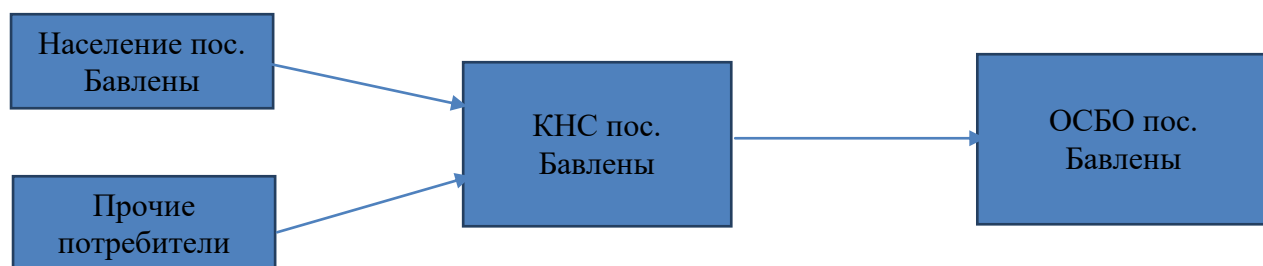 Население пос.
Бавлены
Прочие
потребители
КНС пос.
Бавлены
ОСБО пос.
Бавлены